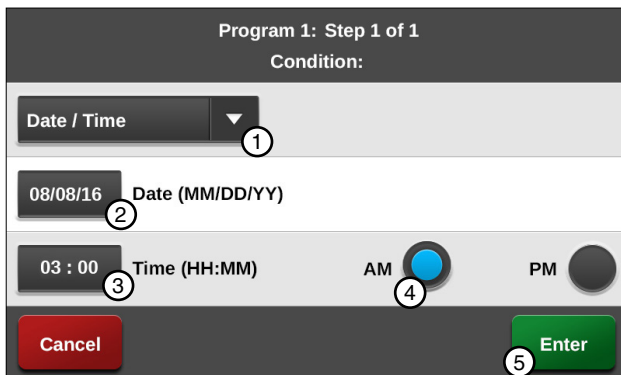 Program 1: Step 1 of 1
Condition:
Date / Time
1
08/08/16 Date (MM/DD/YY)
2
03 : 00 Time (HH:MM) AM PM
3 4
Cancel Enter
5